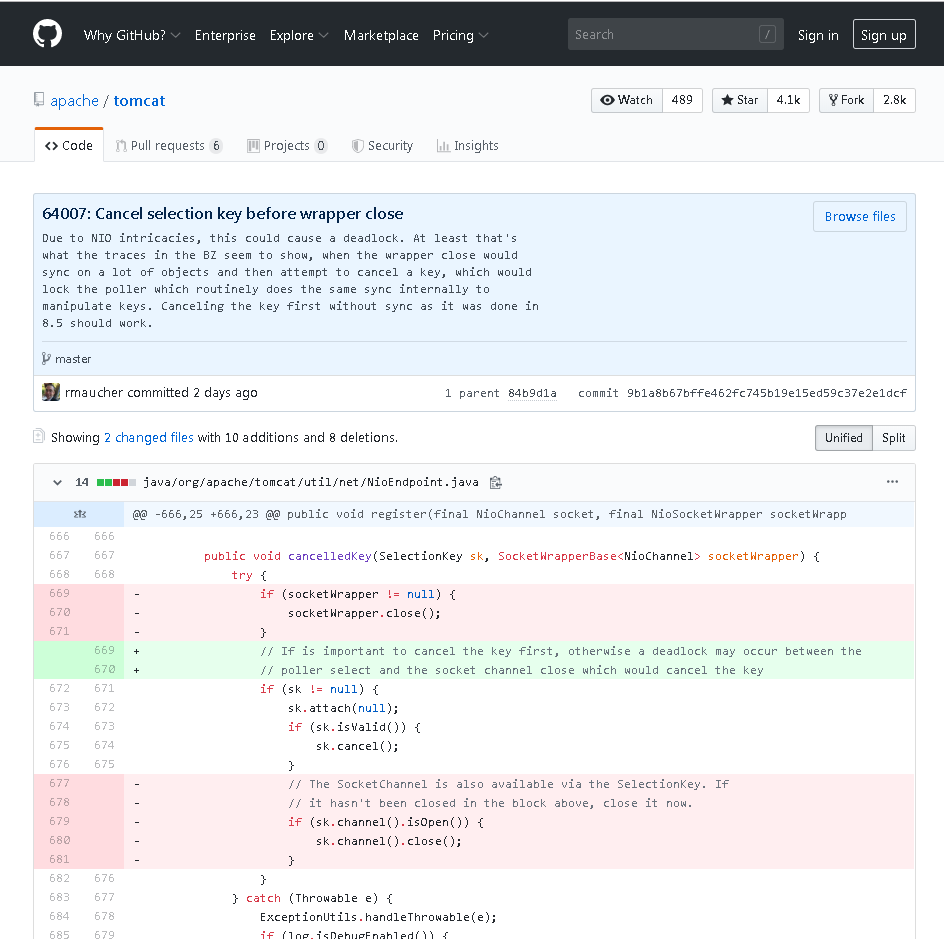 Why GitHub? Enterprise Explore Marketplace Pricing Search / Sign in Sign up
apache / tomcat Watch 489 Star 4.1k Fork 2.8k
Code Pull requests 6 Projects 0 Security Insights
64007: Cancel selection key before wrapper close Browse files
Due to NIO intricacies, this could cause a deadlock. At least that's
what the traces in the BZ seem to show, when the wrapper close would
sync on a lot of objects and then attempt to cancel a key, which would
lock the poller which routinely does the same sync internally to
manipulate keys. Canceling the key first without sync as it was done in
8.5 should work.
master
rmaucher committed 2 days ago 1 parent 84b9d1a commit 9b1a8b67bffe462fc745b19e15ed59c37e2e1dcf
Showing 2 changed files with 10 additions and 8 deletions. Unified Split
14 java/org/apache/tomcat/util/net/NioEndpoint.java ...
@@ -666,25 +666,23 @@ public void register(final NioChannel socket, final NioSocketWrapper socketWrapp
666 666
667 667 public void cancelledKey(SelectionKey sk, SocketWrapperBase<NioChannel> socketWrapper) {
668 668 try {
669 - if (socketWrapper != null) {
670 - socketWrapper.close();
671 - }
669 + // If is important to cancel the key first, otherwise a deadlock may occur between the
670 + // poller select and the socket channel close which would cancel the key
672 671 if (sk != null) {
673 672 sk.attach(null);
674 673 if (sk.isValid()) {
675 674 sk.cancel();
676 675 }
677 - // The SocketChannel is also available via the SelectionKey. If
678 - // it hasn't been closed in the block above, close it now.
679 - if (sk.channel().isOpen()) {
680 - sk.channel().close();
681 - }
682 676 }
683 677 } catch (Throwable e) {
684 678 ExceptionUtils.handleThrowable(e);
685 679 if (log.isDebugEnabled()) {